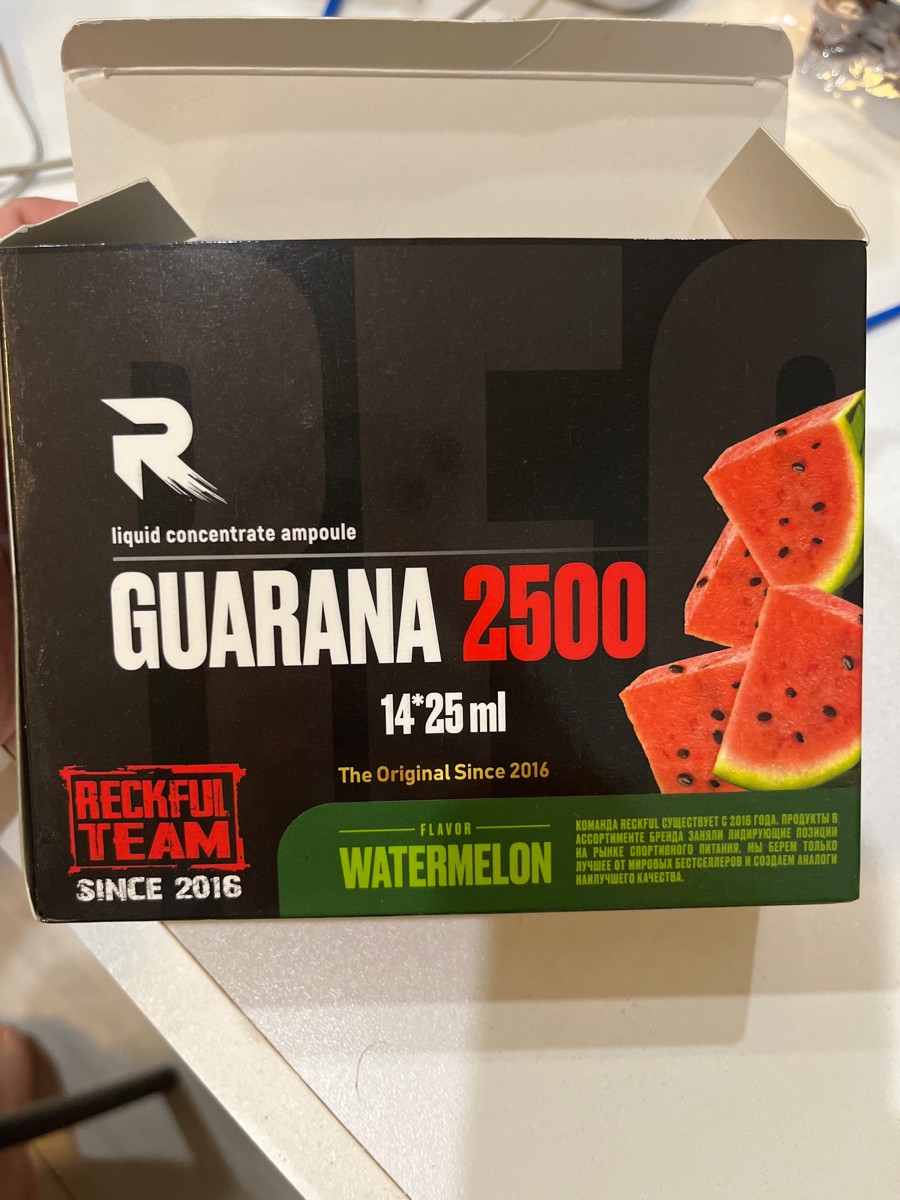 R
liquid concentrate ampoule
GUARANA 2500
14*25 ml
The Original Since 2016
RECKFUL
TEAM
SINCE 2016
FLAVOR
WATERMELON
КОМАНДА RECKFUL СУЩЕСТВУЕТ С 2016 ГОДА. ПРОДУКТЫ В
АССОРТИМЕНТЕ БРЕНДА ЗАНЯЛИ ЛИДИРУЮЩИЕ ПОЗИЦИИ
НА РЫНКЕ СПОРТИВНОГО ПИТАНИЯ. МЫ БЕРЕМ ТОЛЬКО
ЛУЧШЕЕ ОТ МИРОВЫХ БЕСТСЕЛЛЕРОВ И СОЗДАЕМ АНАЛОГИ
НАИЛУЧШЕГО КАЧЕСТВА.